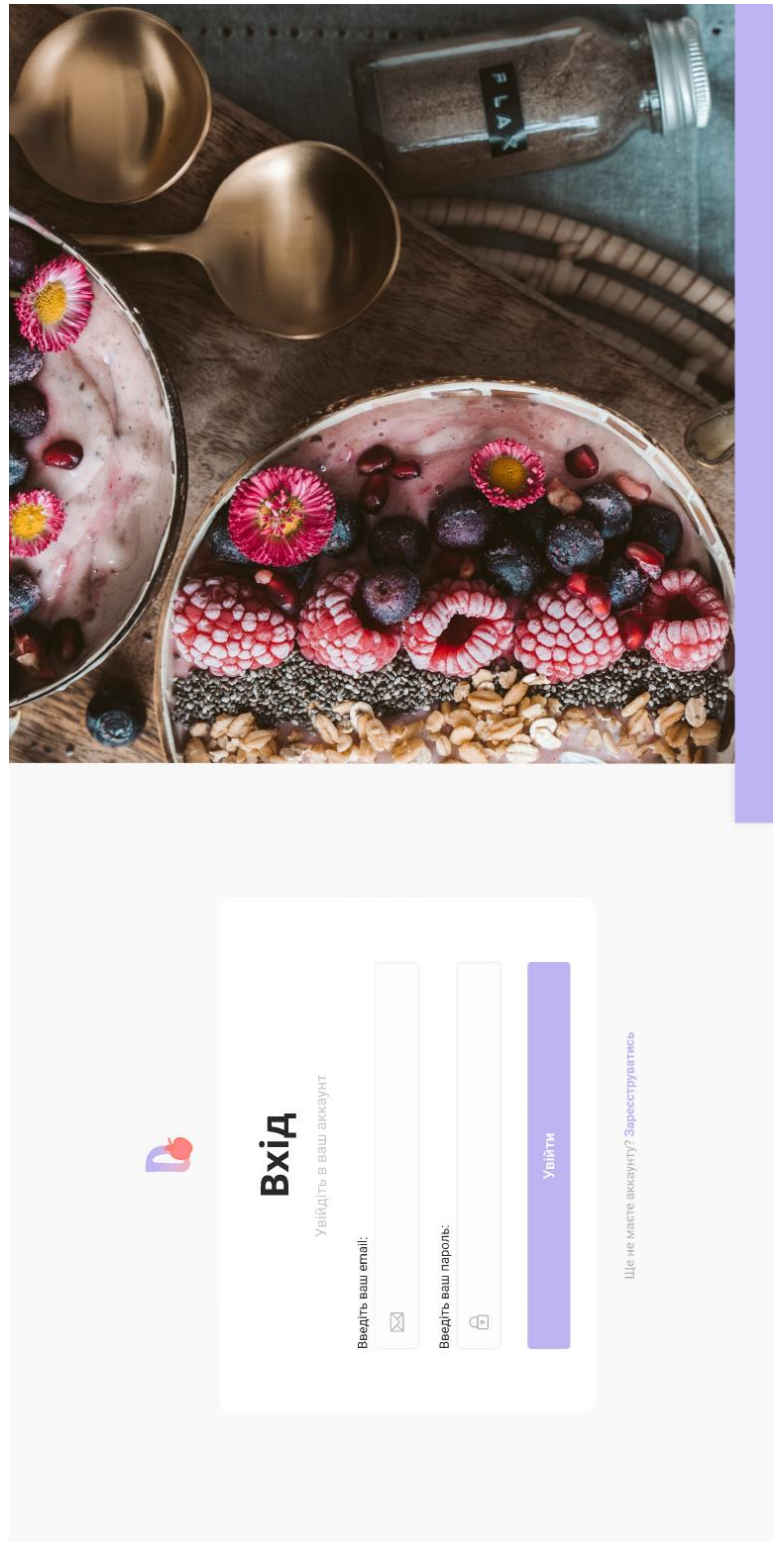 Вхід
Увійдіть в ваш аккаунт
Введіть ваш email:
Введіть ваш пароль:
Увійти
Ще не маєте аккаунту? Зареєструватись
FLAX